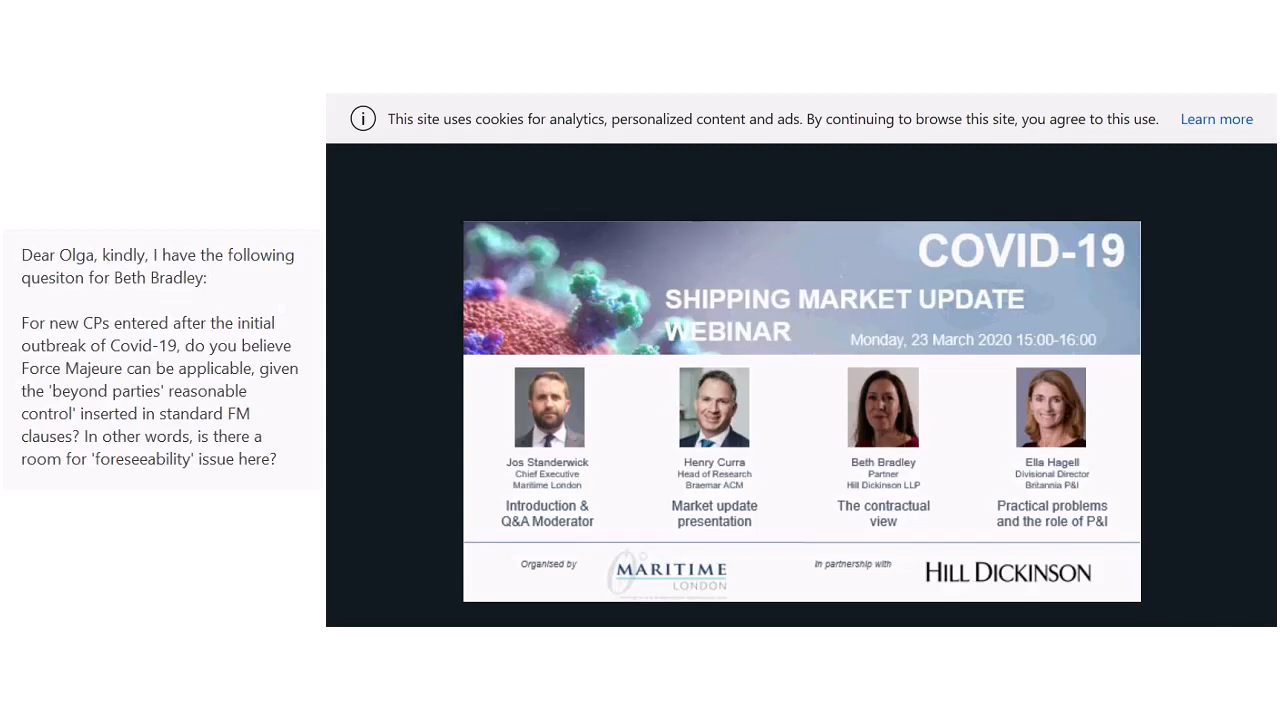 This site uses cookies for analytics, personalized content and ads. By continuing to browse this site, you agree to this use. Learn more
Dear Olga, kindly, I have the following
quesiton for Beth Bradley:
For new CPs entered after the initial
outbreak of Covid-19, do you believe
Force Majeure can be applicable, given
the 'beyond parties' reasonable
control' inserted in standard FM
clauses? In other words, is there a
room for 'foreseeability' issue here?
COVID-19
SHIPPING MARKET UPDATE
WEBINAR
Monday, 23 March 2020 15:00-16:00
Jos Standerwick
Chief Executive
Maritime London
Introduction &
Q&A Moderator
Henry Curra
Head of Research
Braemar ACM
Market update
presentation
Beth Bradley
Partner
Hill Dickinson LLP
The contractual
view
Ella Hagell
Divisional Director
Britannia P&I
Practical problems
and the role of P&I
Organised by
MARITIME
LONDON
In partnership with
HILL DICKINSON